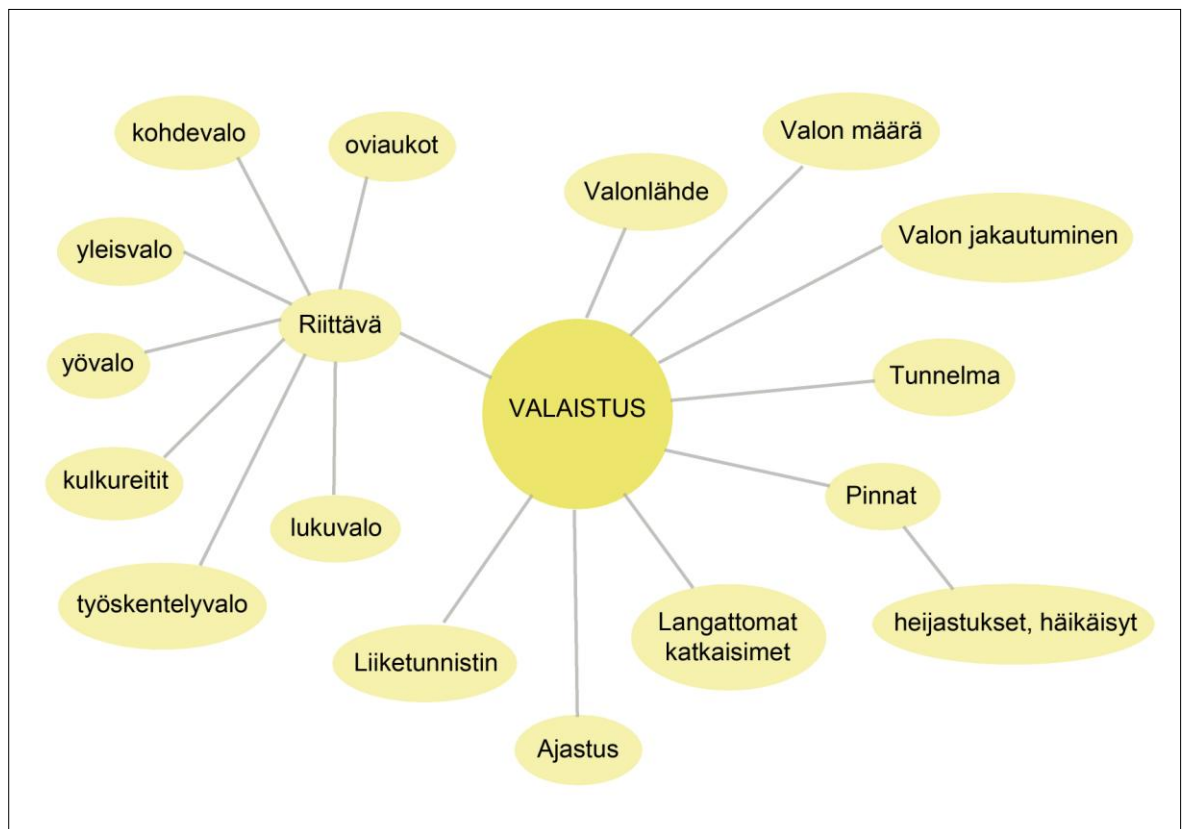 kohdevalo
oviaukot
Valonlähde
Valon määrä
yleisvalo
Valon jakautuminen
Riittävä
yövalo
Tunnelma
VALAISTUS
kulkureitit
lukuvalo
Pinnat
työskentelyvalo
Liiketunnistin
Langattomat
katkaisimet
heijastukset, häikäisyt
Ajastus